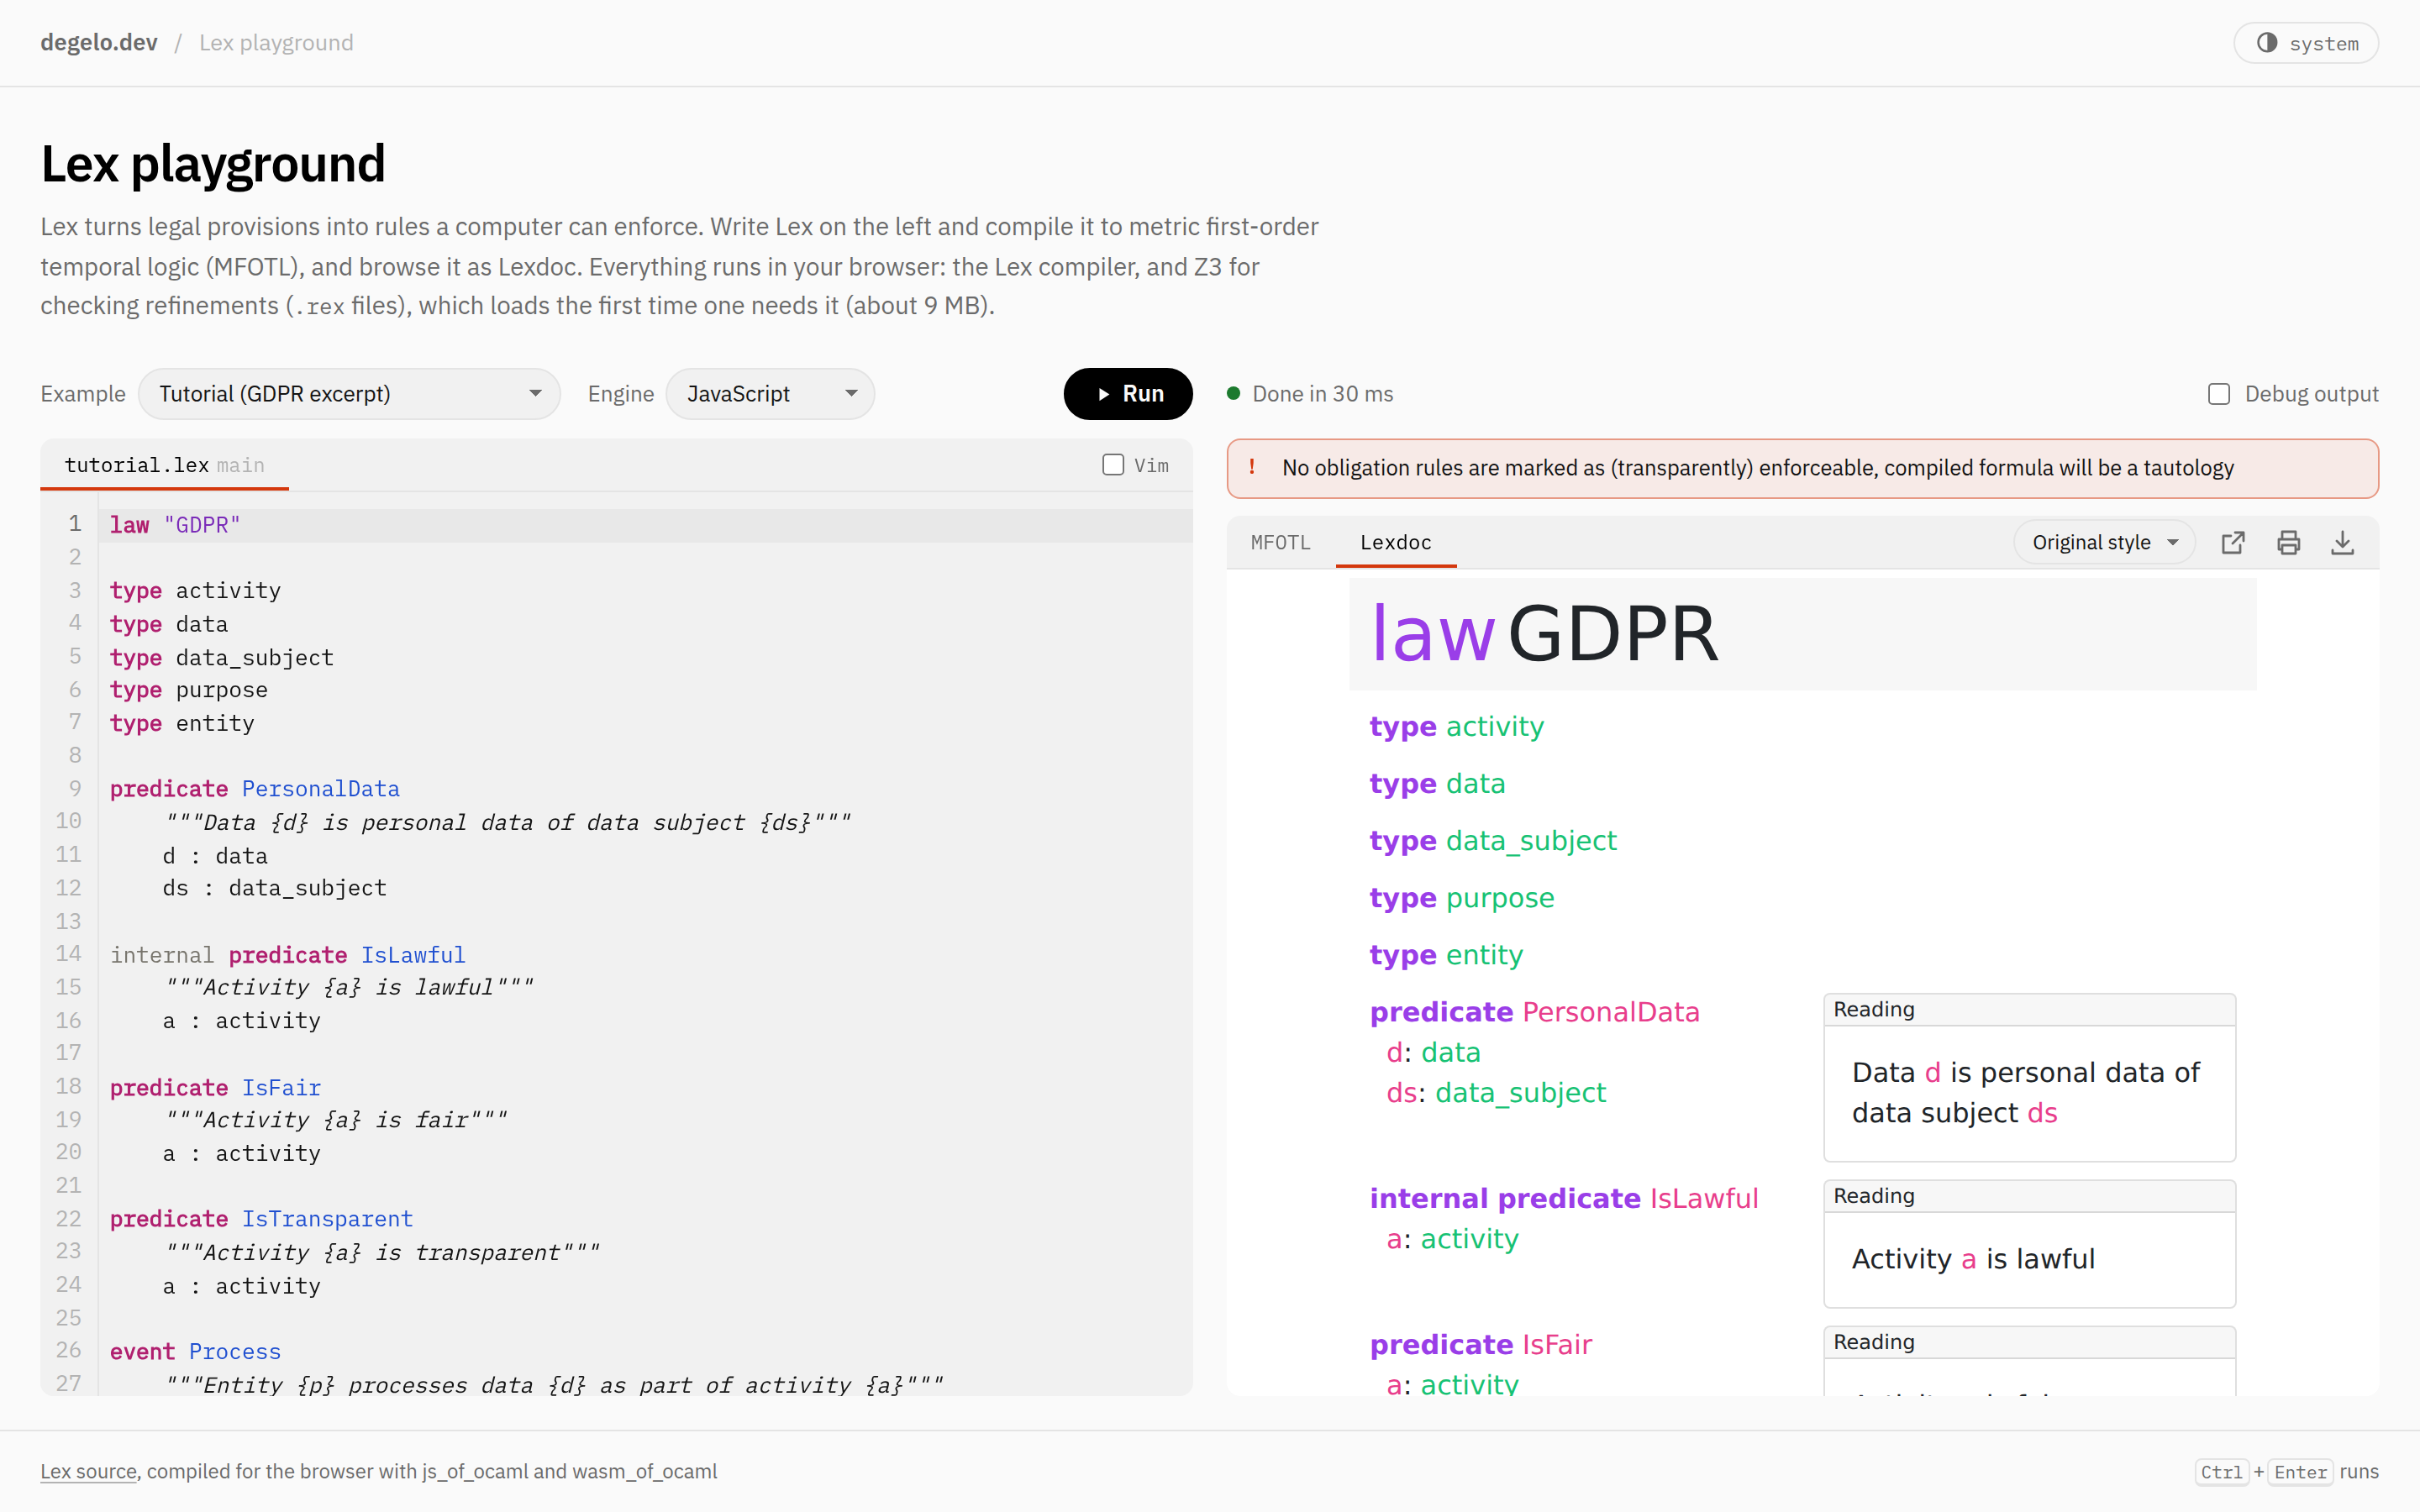 degelo.dev / Lex playground
system
Lex playground
Lex turns legal provisions into rules a computer can enforce. Write Lex on the left and compile it to metric first-order
temporal logic (MFOTL), and browse it as Lexdoc. Everything runs in your browser: the Lex compiler, and Z3 for
checking refinements (.rex files), which loads the first time one needs it (about 9 MB).
Example Tutorial (GDPR excerpt) Engine JavaScript Run
Done in 30 ms Debug output
tutorial.lex main Vim
1 law "GDPR"
2
3 type activity
4 type data
5 type data_subject
6 type purpose
7 type entity
8
9 predicate PersonalData
10 """Data {d} is personal data of data subject {ds}"""
11 d : data
12 ds : data_subject
13
14 internal predicate IsLawful
15 """Activity {a} is lawful"""
16 a : activity
17
18 predicate IsFair
19 """Activity {a} is fair"""
20 a : activity
21
22 predicate IsTransparent
23 """Activity {a} is transparent"""
24 a : activity
25
26 event Process
27 """Entity {p} processes data {d} as part of activity {a}"""
! No obligation rules are marked as (transparently) enforceable, compiled formula will be a tautology
MFOTL Lexdoc Original style
law GDPR
type activity
type data
type data_subject
type purpose
type entity
predicate PersonalData
d: data
ds: data_subject
Reading
Data d is personal data of
data subject ds
internal predicate IsLawful
a: activity
Reading
Activity a is lawful
predicate IsFair
a: activity
Reading
Lex source, compiled for the browser with js_of_ocaml and wasm_of_ocaml
Ctrl + Enter runs